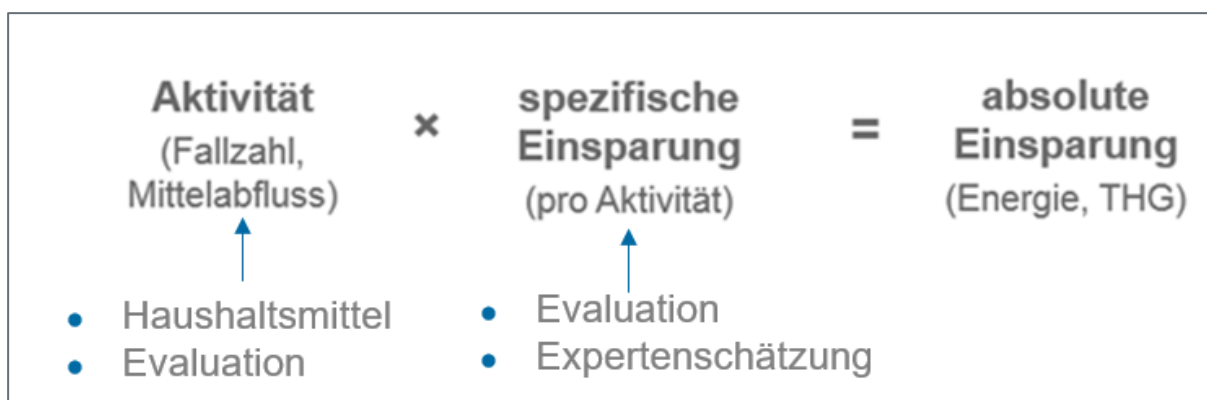 Aktivität
(Fallzahl,
Mittelabfluss)
×
spezifische
Einsparung
(pro Aktivität)
=
absolute
Einsparung
(Energie, THG)
• Haushaltsmittel
• Evaluation
• Evaluation
• Expertenschätzung